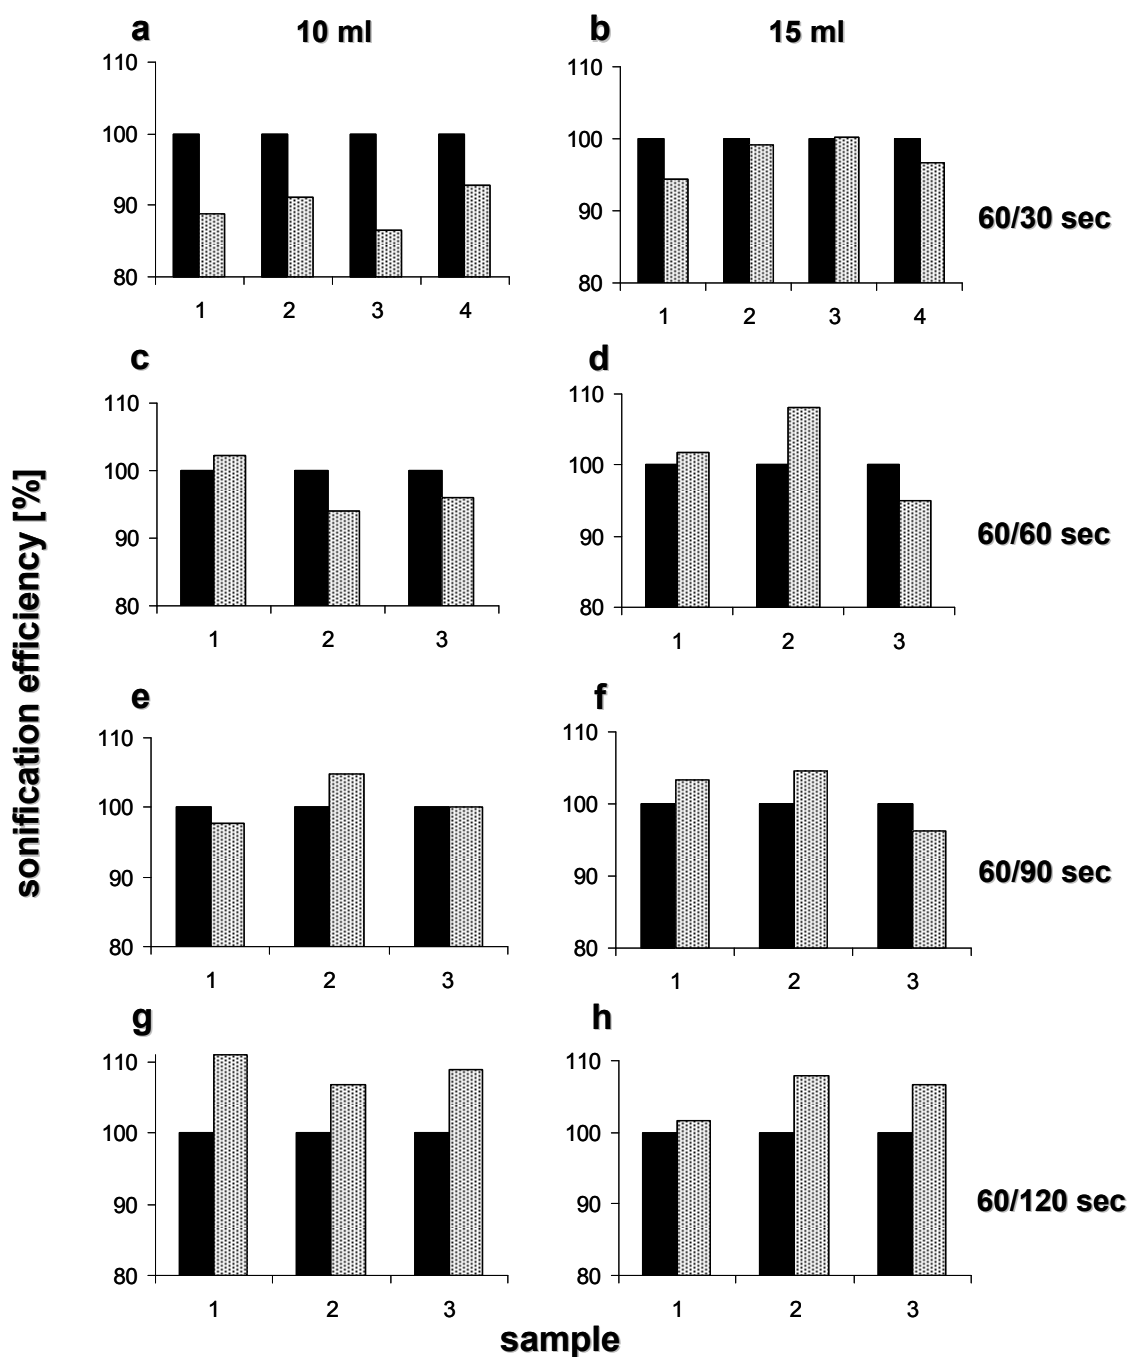 a 10 ml b 15 ml
110 110
100 100
90 90 60/30 sec
80 80
1 2 3 4 1 2 3 4
c d
110 110
100 100
90 90 60/60 sec
80 80
1 2 3 1 2 3
sonification efficiency [%]
e f
110 110
100 100
90 90 60/90 sec
80 80
1 2 3 1 2 3
g h
110 110
100 100
90 90 60/120 sec
80 80
1 2 3 1 2 3
sample